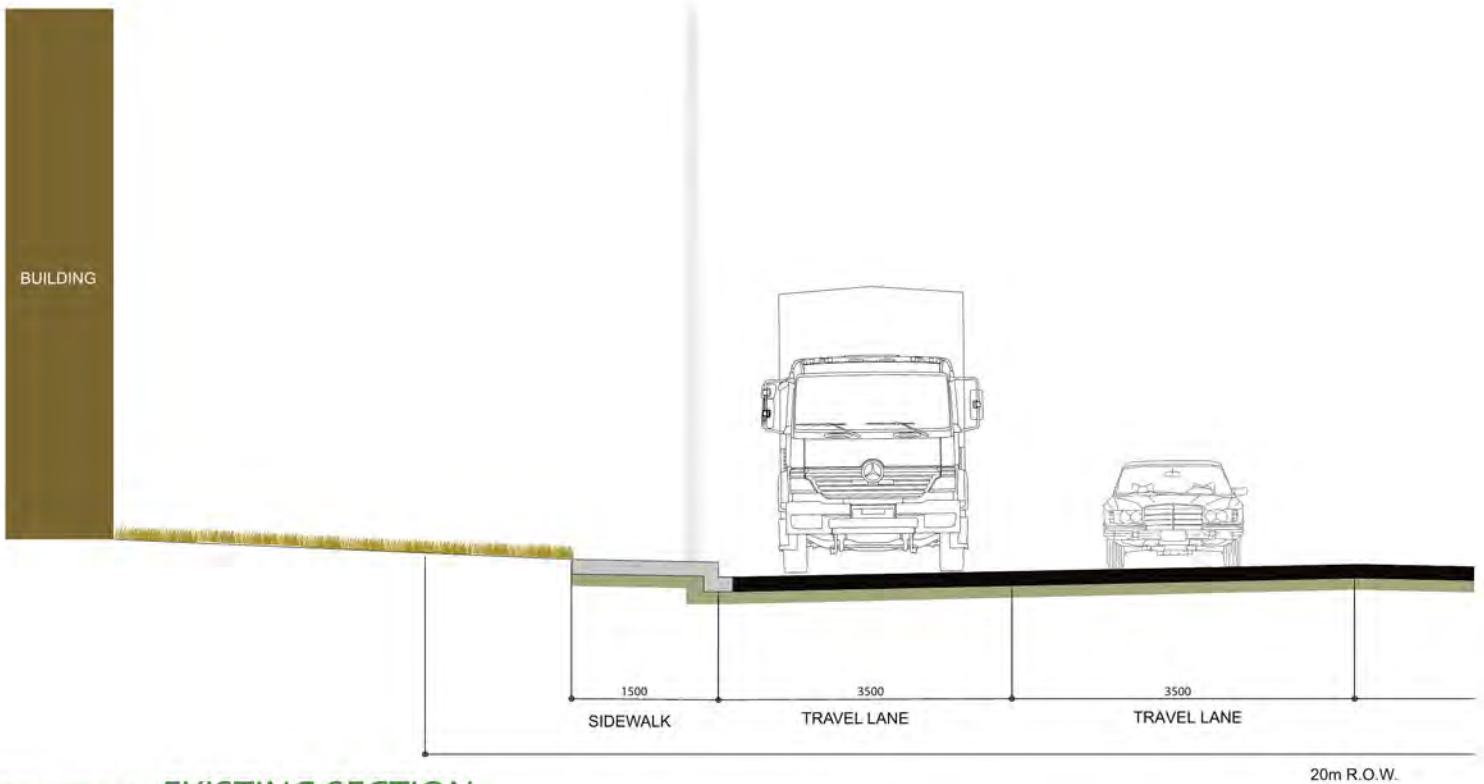 BUILDING
1500
3500
3500
SIDEWALK
TRAVEL LANE
TRAVEL LANE
20m R.O.W.
EXISTING SECTION